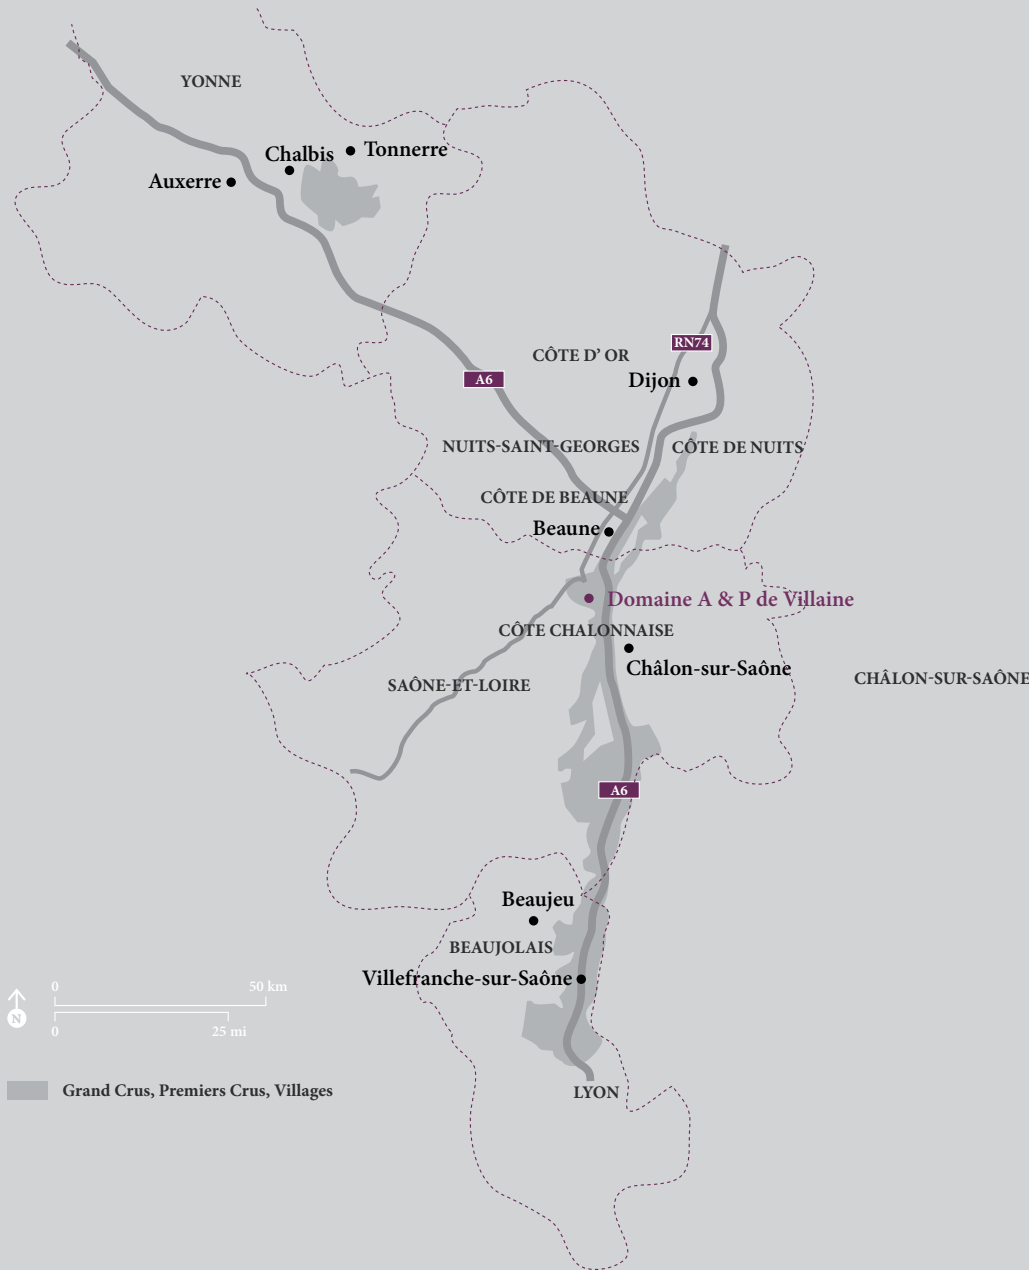 YONNE
Chalbis
Tonnerre
Auxerre
RN74
CÔTE D' OR
A6
Dijon
NUITS-SAINT-GEORGES
CÔTE DE NUITS
CÔTE DE BEAUNE
Beaune
Domaine A & P de Villaine
CÔTE CHALONNAISE
Châlon-sur-Saône
SAÔNE-ET-LOIRE
CHÂLON-SUR-SAÔNE
A6
Beaujeu
BEAUJOLAIS
Villefranche-sur-Saône
0
50 km
N
0
25 mi
Grand Crus, Premiers Crus, Villages
LYON